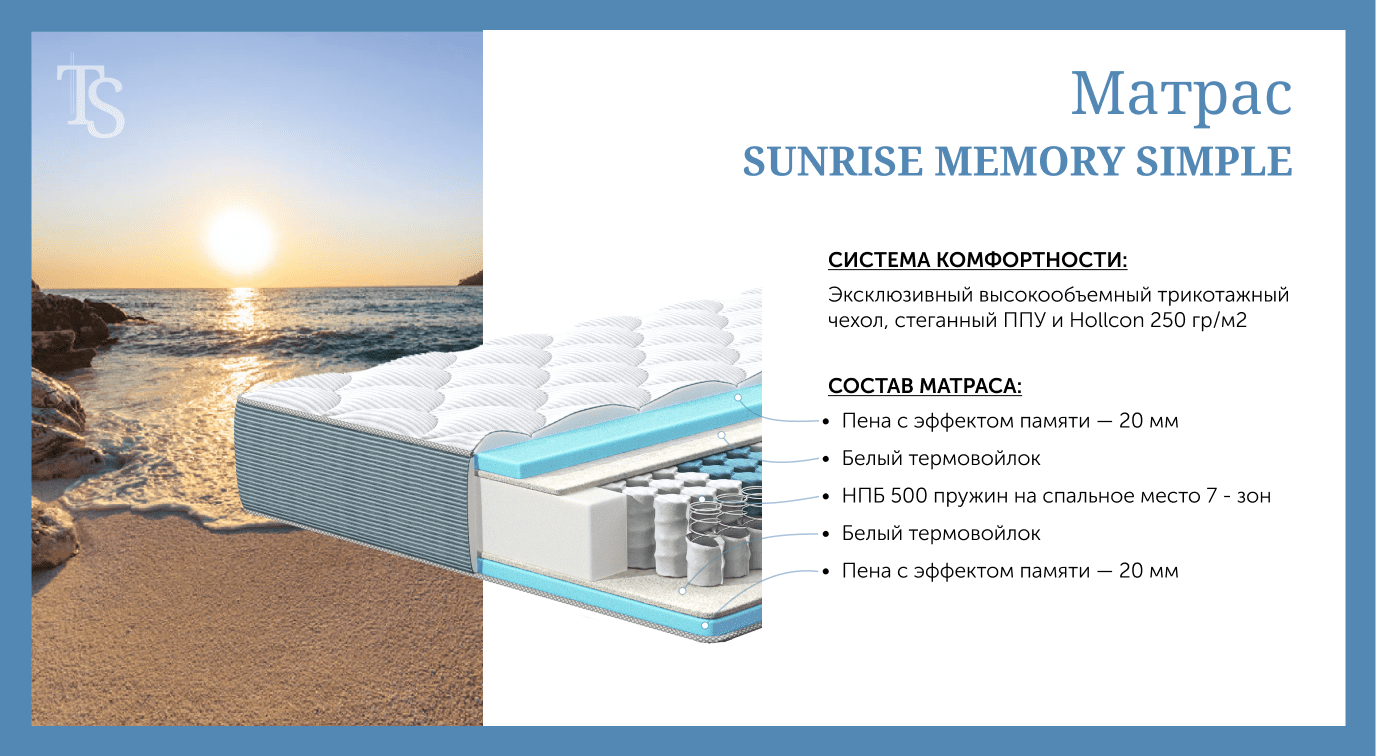 TS
Матрас
SUNRISE MEMORY SIMPLE
СИСТЕМА КОМФОРТНОСТИ:
Эксклюзивный высокообъемный трикотажный
чехол, стеганный ППУ и Hollcon 250 гр/м2
СОСТАВ МАТРАСА:
• Пена с эффектом памяти — 20 мм
• Белый термовойлок
• НПБ 500 пружин на спальное место 7 - зон
• Белый термовойлок
• Пена с эффектом памяти — 20 мм